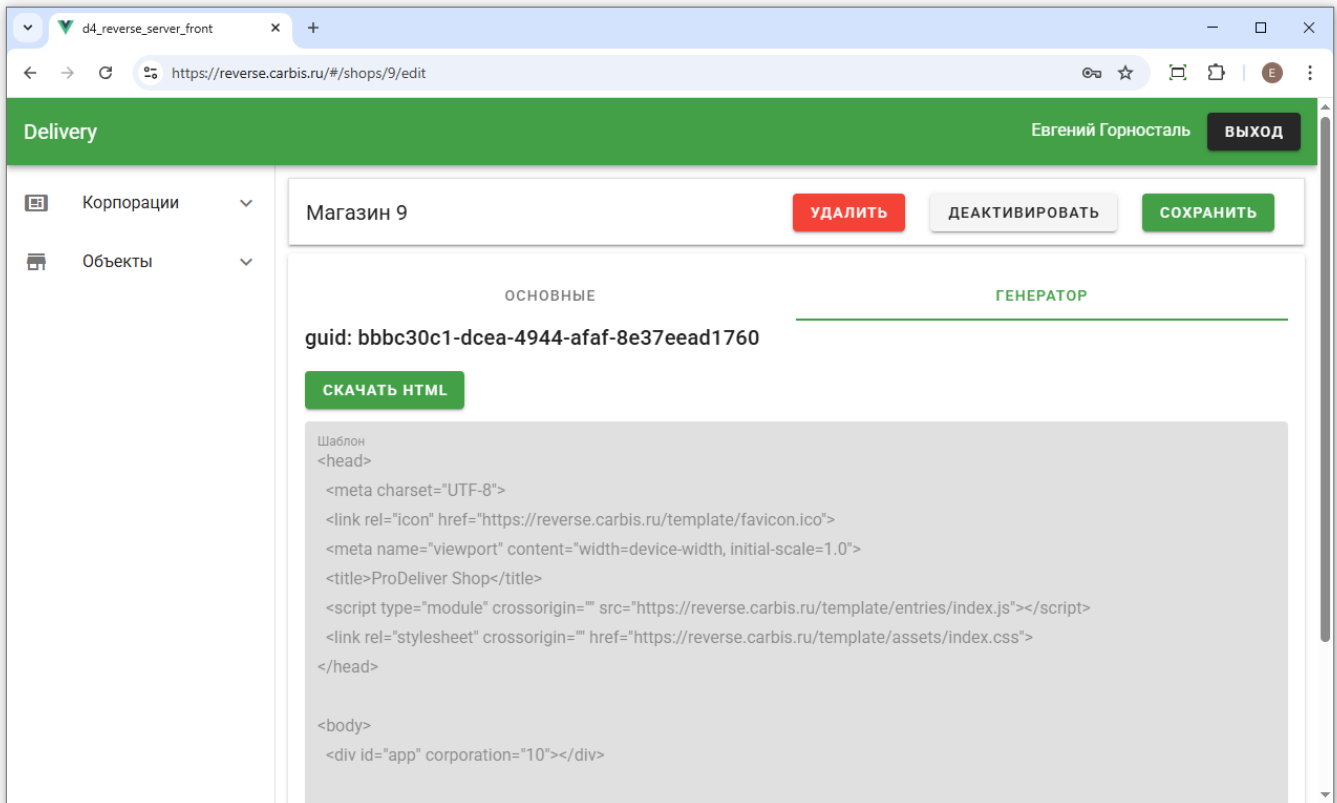 d4_reverse_server_front
https://reverse.carbis.ru/#/shops/9/edit
E
Delivery
Евгений Горносталь
ВЫХОД
Корпорации
Объекты
Магазин 9
УДАЛИТЬ
ДЕАКТИВИРОВАТЬ
СОХРАНИТЬ
ОСНОВНЫЕ
ГЕНЕРАТОР
guid: bbbc30c1-dcea-4944-afaf-8e37eead1760
СКАЧАТЬ HTML
Шаблон
<head>
<meta charset="UTF-8">
<link rel="icon" href="https://reverse.carbis.ru/template/favicon.ico">
<meta name="viewport" content="width=device-width, initial-scale=1.0">
<title>ProDeliver Shop</title>
<script type="module" crossorigin="" src="https://reverse.carbis.ru/template/entries/index.js"></script>
<link rel="stylesheet" crossorigin="" href="https://reverse.carbis.ru/template/assets/index.css">
</head>
<body>
<div id="app" corporation="10"></div>